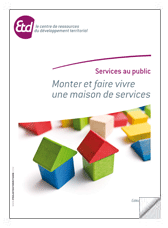 Etd
le centre de ressources
du développement territorial
Services au public
Monter et faire vivre
une maison de services